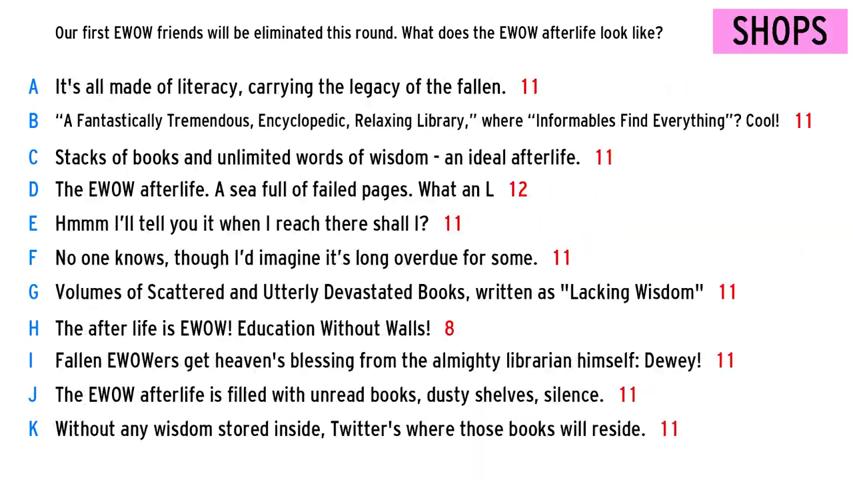 Our first EWOW friends will be eliminated this round. What does the EWOW afterlife look like?
SHOPS
A It's all made of literacy, carrying the legacy of the fallen. 11
B “A Fantastically Tremendous, Encyclopedic, Relaxing Library,” where “Informables Find Everything”? Cool! 11
C Stacks of books and unlimited words of wisdom - an ideal afterlife. 11
D The EWOW afterlife. A sea full of failed pages. What an L 12
E Hmmm I’ll tell you it when I reach there shall I? 11
F No one knows, though I’d imagine it’s long overdue for some. 11
G Volumes of Scattered and Utterly Devastated Books, written as "Lacking Wisdom" 11
H The after life is EWOW! Education Without Walls! 8
I Fallen EWOWers get heaven's blessing from the almighty librarian himself: Dewey! 11
J The EWOW afterlife is filled with unread books, dusty shelves, silence. 11
K Without any wisdom stored inside, Twitter's where those books will reside. 11